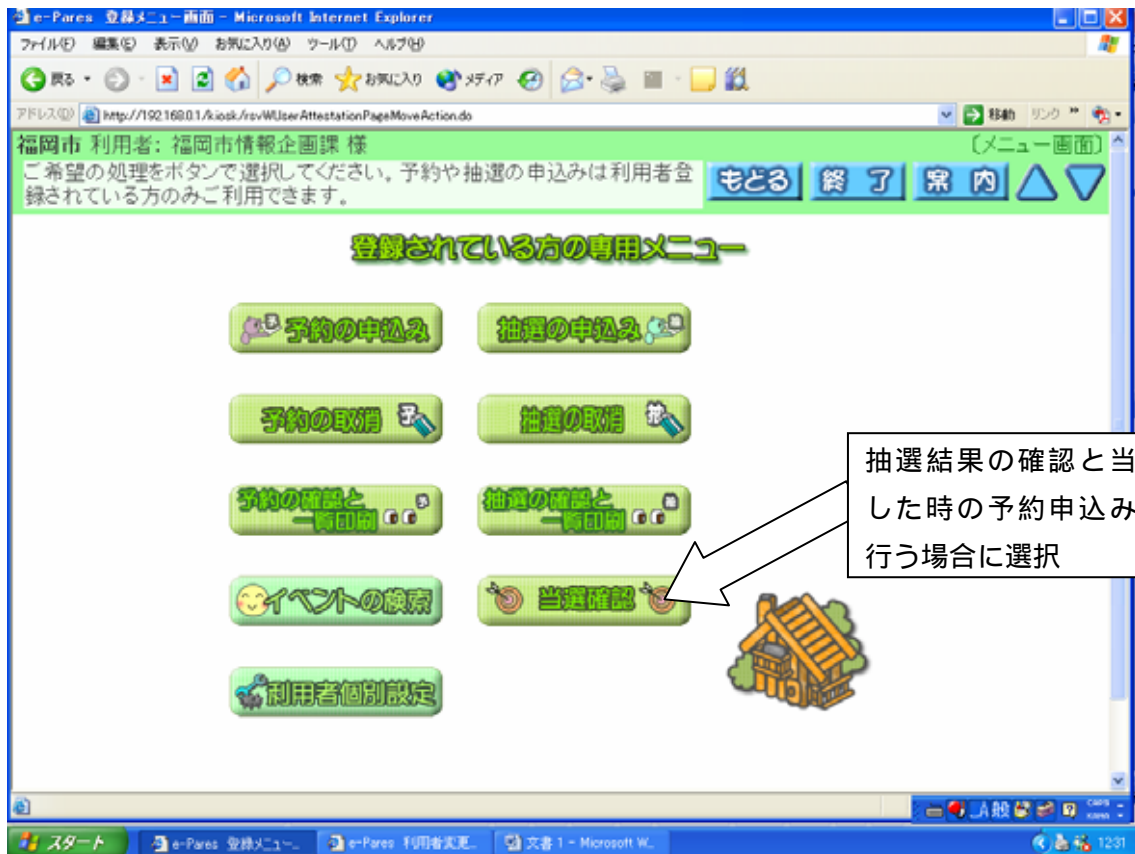 e-Pares 登録メニュー画面 - Microsoft Internet Explorer
ファイル(F) 編集(E) 表示(V) お気に入り(A) ツール(T) ヘルプ(H)
戻る 検索 お気に入り メディア
アドレス(D) http://192.168.0.1/kiosk/rsvWUserAttestationPageMoveAction.do 移動 リンク
福岡市 利用者: 福岡市情報企画課 様 〔メニュー画面〕
ご希望の処理をボタンで選択してください。予約や抽選の申込みは利用者登
録されている方のみご利用できます。
もどる 終了 案内
登録されている方の専用メニュー
予約の申込み 抽選の申込み
予約の取消 抽選の取消
予約の確認と
一覧印刷
抽選の確認と
一覧印刷
イベントの検索 当選確認
利用者個別設定
抽選結果の確認と当
した時の予約申込み
行う場合に選択
A 般 CAPS
KANA
スタート e-Pares 登録メニュー... e-Pares 利用者変更... 文書 1 - Microsoft W... 12:31